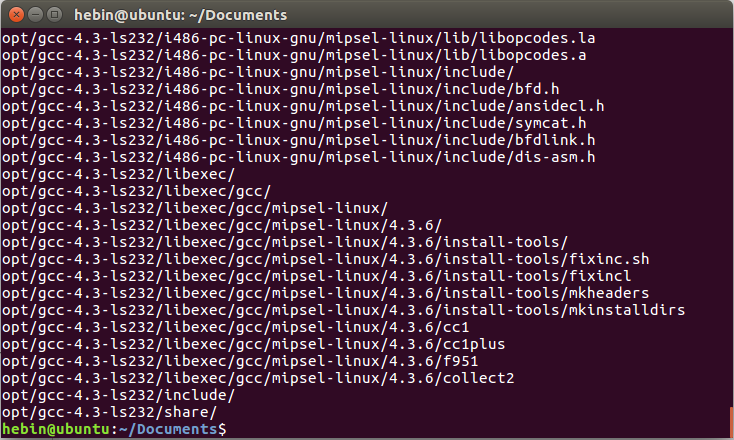 hebin@ubuntu: ~/Documents
opt/gcc-4.3-ls232/i486-pc-linux-gnu/mipsel-linux/lib/libopcodes.la
opt/gcc-4.3-ls232/i486-pc-linux-gnu/mipsel-linux/lib/libopcodes.a
opt/gcc-4.3-ls232/i486-pc-linux-gnu/mipsel-linux/include/
opt/gcc-4.3-ls232/i486-pc-linux-gnu/mipsel-linux/include/bfd.h
opt/gcc-4.3-ls232/i486-pc-linux-gnu/mipsel-linux/include/ansidecl.h
opt/gcc-4.3-ls232/i486-pc-linux-gnu/mipsel-linux/include/symcat.h
opt/gcc-4.3-ls232/i486-pc-linux-gnu/mipsel-linux/include/bfdlink.h
opt/gcc-4.3-ls232/i486-pc-linux-gnu/mipsel-linux/include/dis-asm.h
opt/gcc-4.3-ls232/libexec/
opt/gcc-4.3-ls232/libexec/gcc/
opt/gcc-4.3-ls232/libexec/gcc/mipsel-linux/
opt/gcc-4.3-ls232/libexec/gcc/mipsel-linux/4.3.6/
opt/gcc-4.3-ls232/libexec/gcc/mipsel-linux/4.3.6/install-tools/
opt/gcc-4.3-ls232/libexec/gcc/mipsel-linux/4.3.6/install-tools/fixinc.sh
opt/gcc-4.3-ls232/libexec/gcc/mipsel-linux/4.3.6/install-tools/fixincl
opt/gcc-4.3-ls232/libexec/gcc/mipsel-linux/4.3.6/install-tools/mkheaders
opt/gcc-4.3-ls232/libexec/gcc/mipsel-linux/4.3.6/install-tools/mkinstalldirs
opt/gcc-4.3-ls232/libexec/gcc/mipsel-linux/4.3.6/cc1
opt/gcc-4.3-ls232/libexec/gcc/mipsel-linux/4.3.6/cc1plus
opt/gcc-4.3-ls232/libexec/gcc/mipsel-linux/4.3.6/f951
opt/gcc-4.3-ls232/libexec/gcc/mipsel-linux/4.3.6/collect2
opt/gcc-4.3-ls232/include/
opt/gcc-4.3-ls232/share/
hebin@ubuntu:~/Documents$